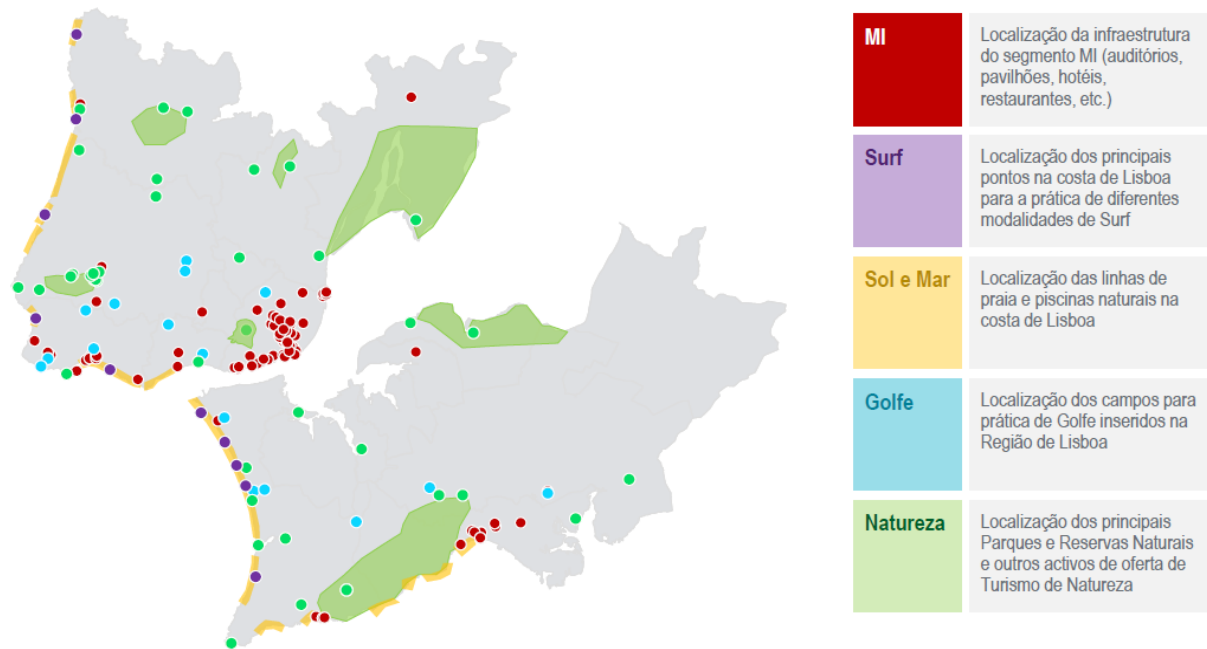 MI
Localização da infraestrutura
do segmento MI (auditórios,
pavilhões, hotéis,
restaurantes, etc.)
Surf
Localização dos principais
pontos na costa de Lisboa
para a prática de diferentes
modalidades de Surf
Sol e Mar
Localização das linhas de
praia e piscinas naturais na
costa de Lisboa
Golfe
Localização dos campos para
prática de Golfe inseridos na
Região de Lisboa
Natureza
Localização dos principais
Parques e Reservas Naturais
e outros activos de oferta de
Turismo de Natureza